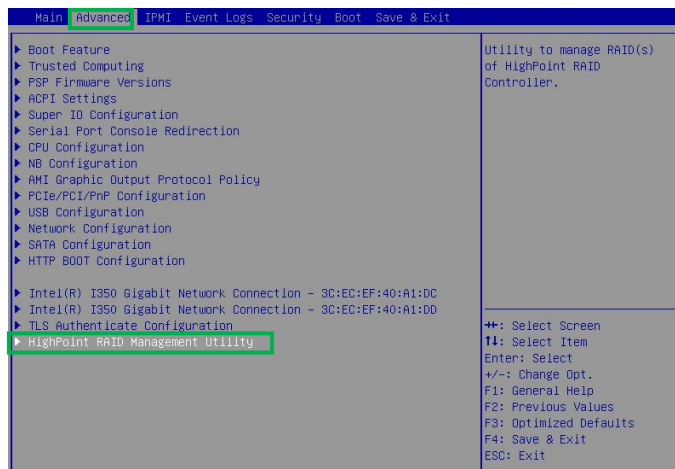 Main Advanced IPMI Event Logs Security Boot Save & Exit
▶ Boot Feature
▶ Trusted Computing
▶ PSP Firmware Versions
▶ ACPI Settings
▶ Super IO Configuration
▶ Serial Port Console Redirection
▶ CPU Configuration
▶ NB Configuration
▶ AMI Graphic Output Protocol Policy
▶ PCIe/PCI/PnP Configuration
▶ USB Configuration
▶ Network Configuration
▶ SATA Configuration
▶ HTTP BOOT Configuration
▶ Intel(R) I350 Gigabit Network Connection - 3C:EC:EF:40:A1:DC
▶ Intel(R) I350 Gigabit Network Connection - 3C:EC:EF:40:A1:DD
▶ TLS Authenticate Configuration
▶ HighPoint RAID Management Utility
Utility to manage RAID(s)
of HighPoint RAID
Controller.
→←: Select Screen
↑↓: Select Item
Enter: Select
+/-: Change Opt.
F1: General Help
F2: Previous Values
F3: Optimized Defaults
F4: Save & Exit
ESC: Exit